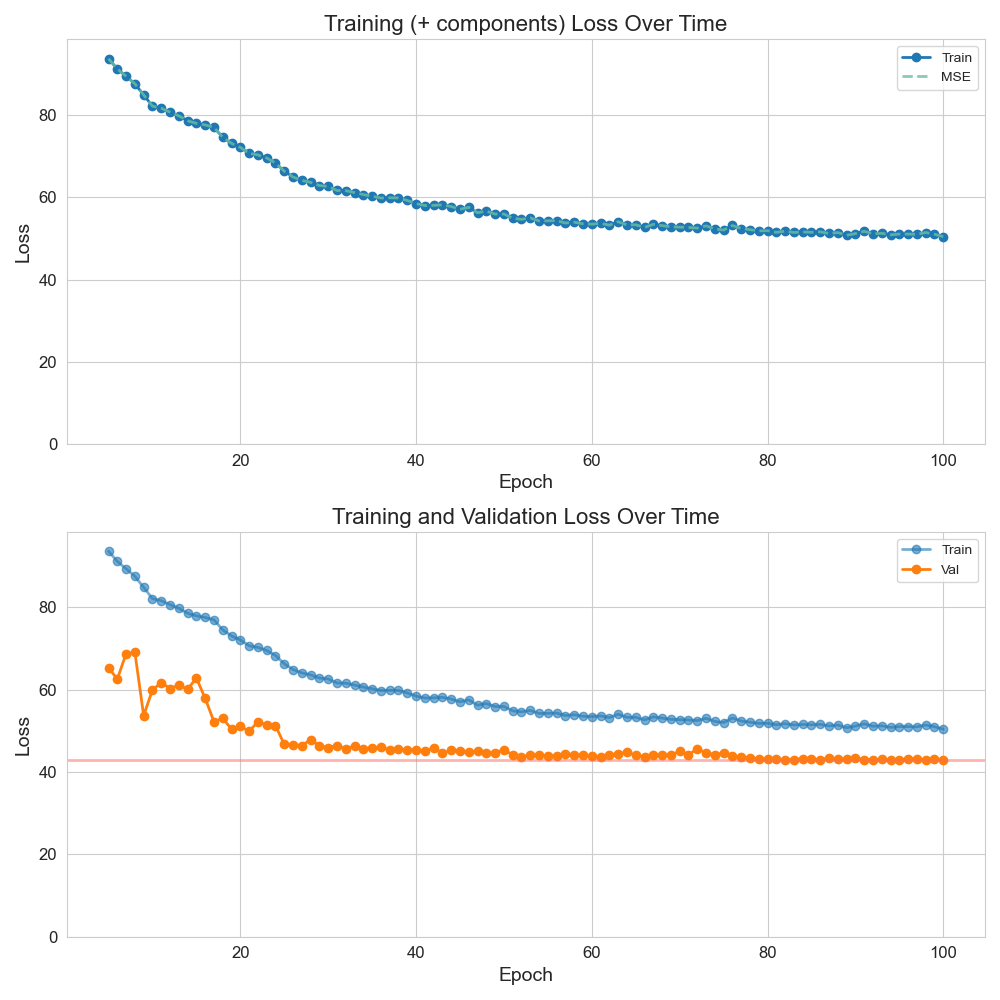 Training (+ components) Loss Over Time
Train
MSE
Loss
80
60
40
20
0
20 40 60 80 100
Epoch
Training and Validation Loss Over Time
Train
Val
Loss
80
60
40
20
0
20 40 60 80 100
Epoch